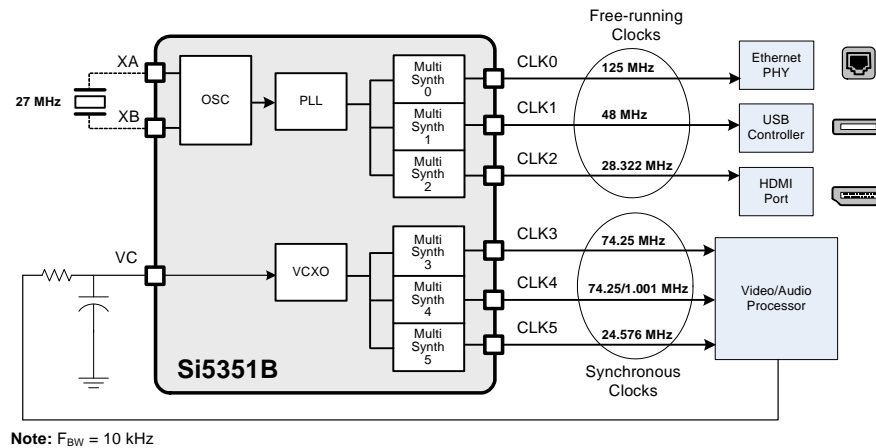 Free-running
Clocks
XA
27 MHz
XB
OSC
PLL
Multi
Synth
0
Multi
Synth
1
Multi
Synth
2
CLK0
125 MHz
Ethernet
PHY
CLK1
48 MHz
USB
Controller
CLK2
28.322 MHz
HDMI
Port
VC
VCXO
Multi
Synth
3
Multi
Synth
4
Multi
Synth
5
CLK3
74.25 MHz
CLK4
74.25/1.001 MHz
CLK5
24.576 MHz
Video/Audio
Processor
Si5351B
Synchronous
Clocks
Note: FBW = 10 kHz